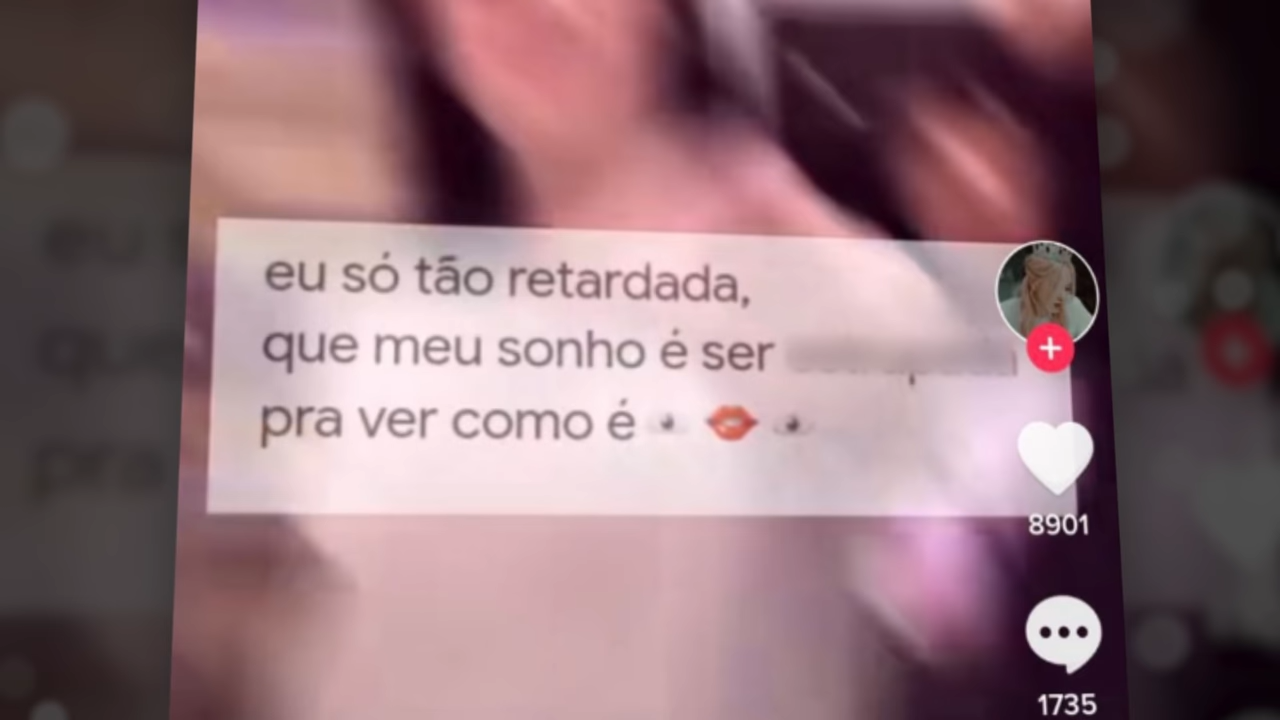 eu só tão retardada,
que meu sonho é ser
pra ver como é 👁️👄👁️
8901
1735